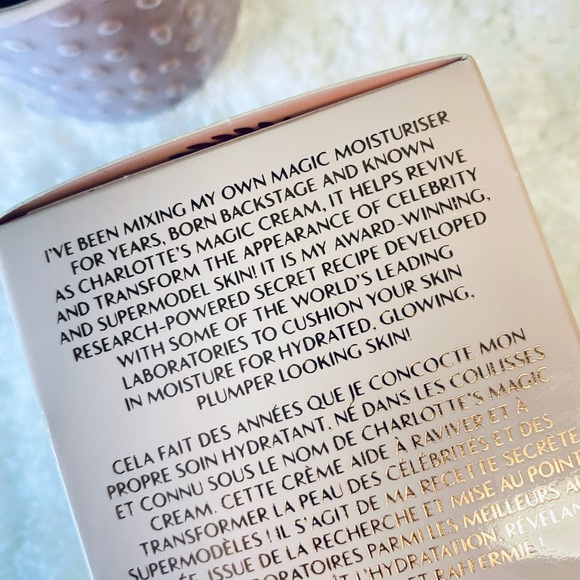 I'VE BEEN MIXING MY OWN MAGIC MOISTURISER
FOR YEARS, BORN BACKSTAGE AND KNOWN
AS CHARLOTTE'S MAGIC CREAM, IT HELPS REVIVE
AND TRANSFORM THE APPEARANCE OF CELEBRITY
AND SUPERMODEL SKIN! IT IS MY AWARD-WINNING,
RESEARCH-POWERED SECRET RECIPE DEVELOPED
WITH SOME OF THE WORLD'S LEADING
LABORATORIES TO CUSHION YOUR SKIN
IN MOISTURE FOR HYDRATED, GLOWING,
PLUMPER LOOKING SKIN!
CELA FAIT DES ANNÉES QUE JE CONCOCTE MON
PROPRE SOIN HYDRATANT, NÉ DANS LES COULISSES
ET CONNU SOUS LE NOM DE CHARLOTTE'S MAGIC
CREAM. CETTE CRÈME AIDE À RAVIVER ET À
TRANSFORMER LA PEAU DES CÉLÉBRITÉS ET DES
SUPERMODÈLES ! IL S'AGIT DE MA RECETTE SECRÈTE
ISSUE DE LA RECHERCHE ET MISE AU POINT
PARMI LES MEILLEURS
L'HYDRATATION,
ET RAFFERMIE !